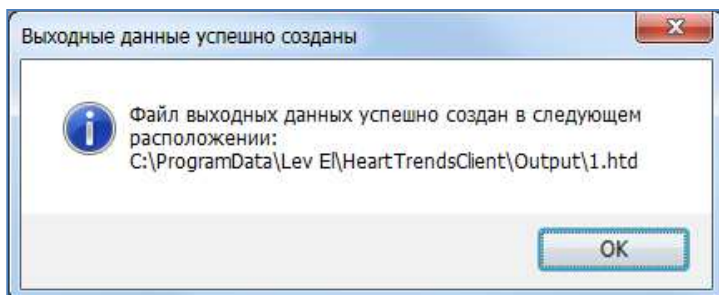 Выходные данные успешно созданы
Файл выходных данных успешно создан в следующем
расположении:
C:\ProgramData\Lev El\HeartTrendsClient\Output\1.htd
OK